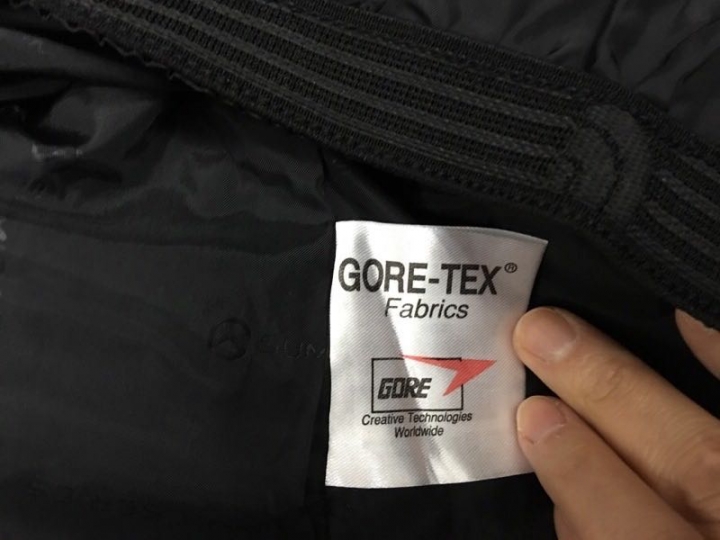 GORE-TEX®
Fabrics
GORE
Creative Technologies
Worldwide